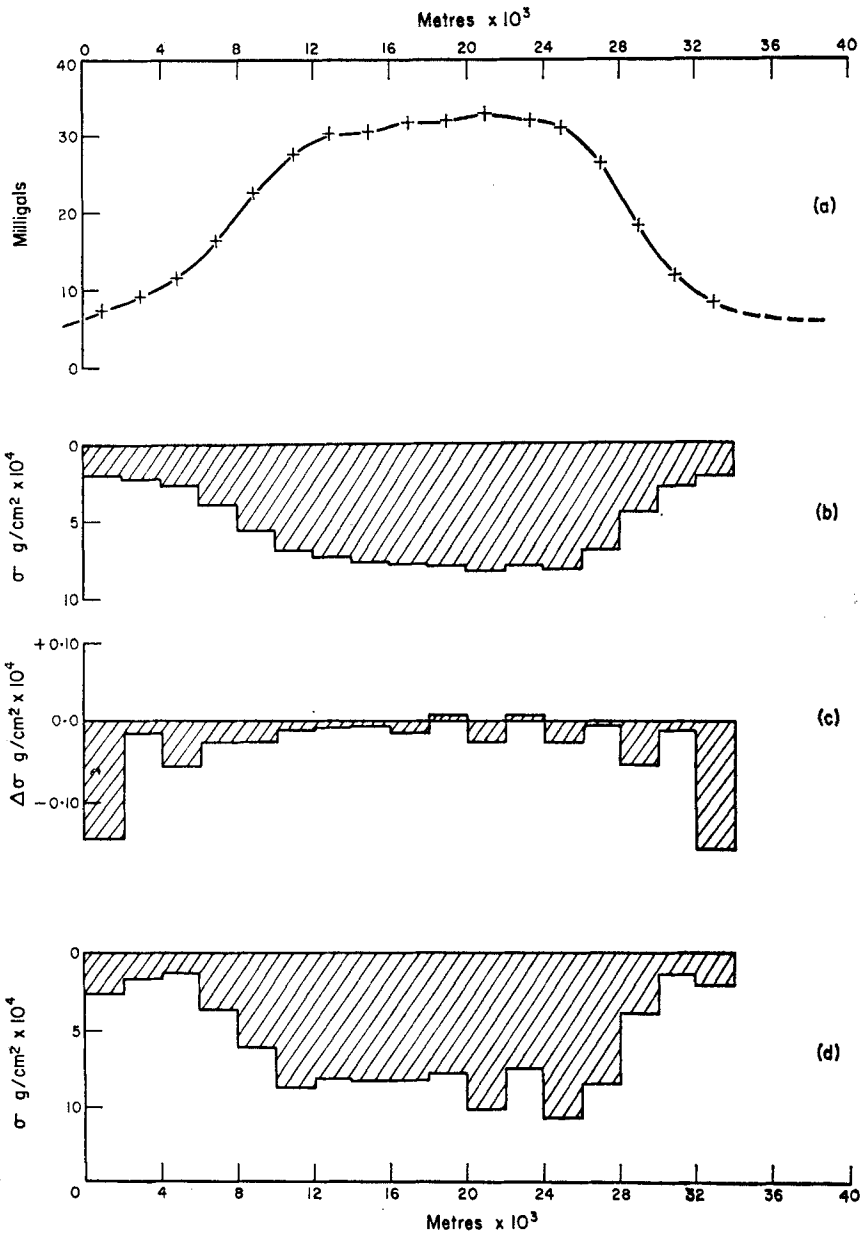 Metres x 10³
0 4 8 12 16 20 24 28 32 36 40
40
30
20
10
0
Milligals
(a)
0
5
10
σ g/cm² x 10⁴
(b)
+0·10
0·0
−0·10
Δσ g/cm² x 10⁴
(c)
0
5
10
σ g/cm² x 10⁴
(d)
0 4 8 12 16 20 24 28 32 36 40
Metres x 10³